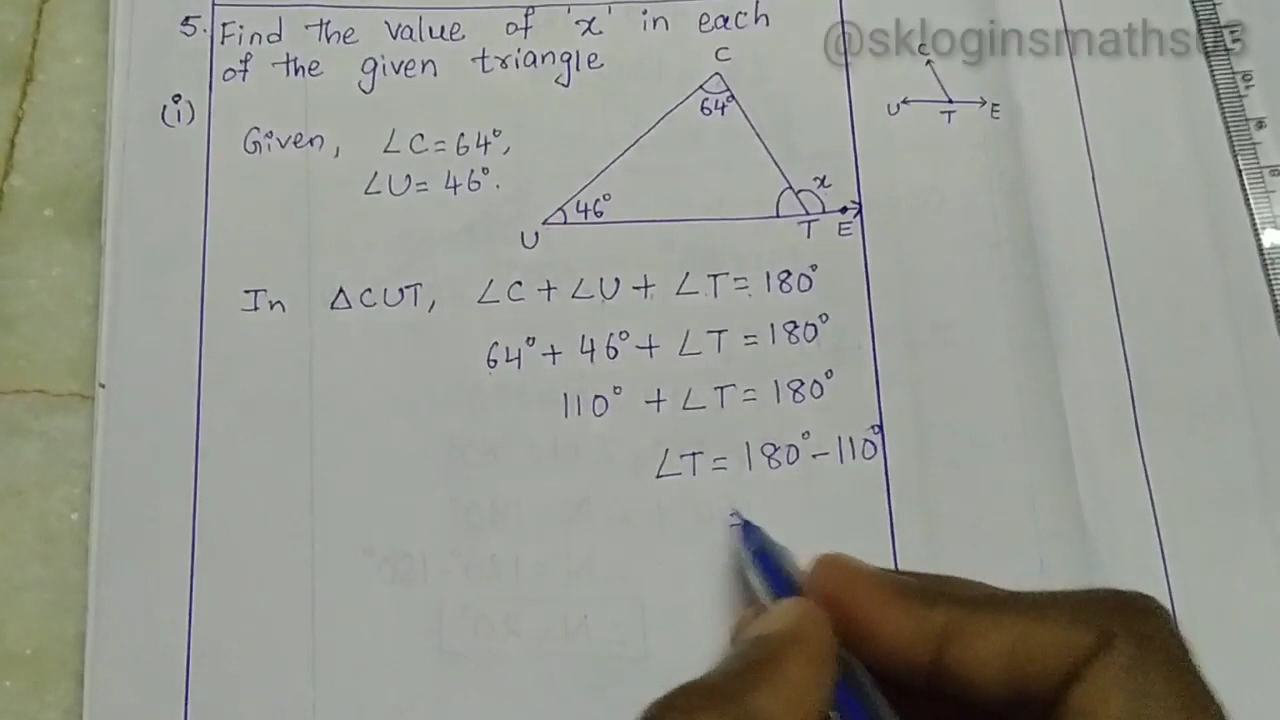 @skloginsmaths63
5. Find the value of 'x' in each
of the given triangle
(i)
Given, ∠C=64°,
∠U= 46°.
C
64°
46°
x
U
T
E
C
U
T
E
In ΔCUT, ∠C + ∠U + ∠T = 180°
64° + 46° + ∠T = 180°
110° + ∠T = 180°
∠T = 180° - 110°
=